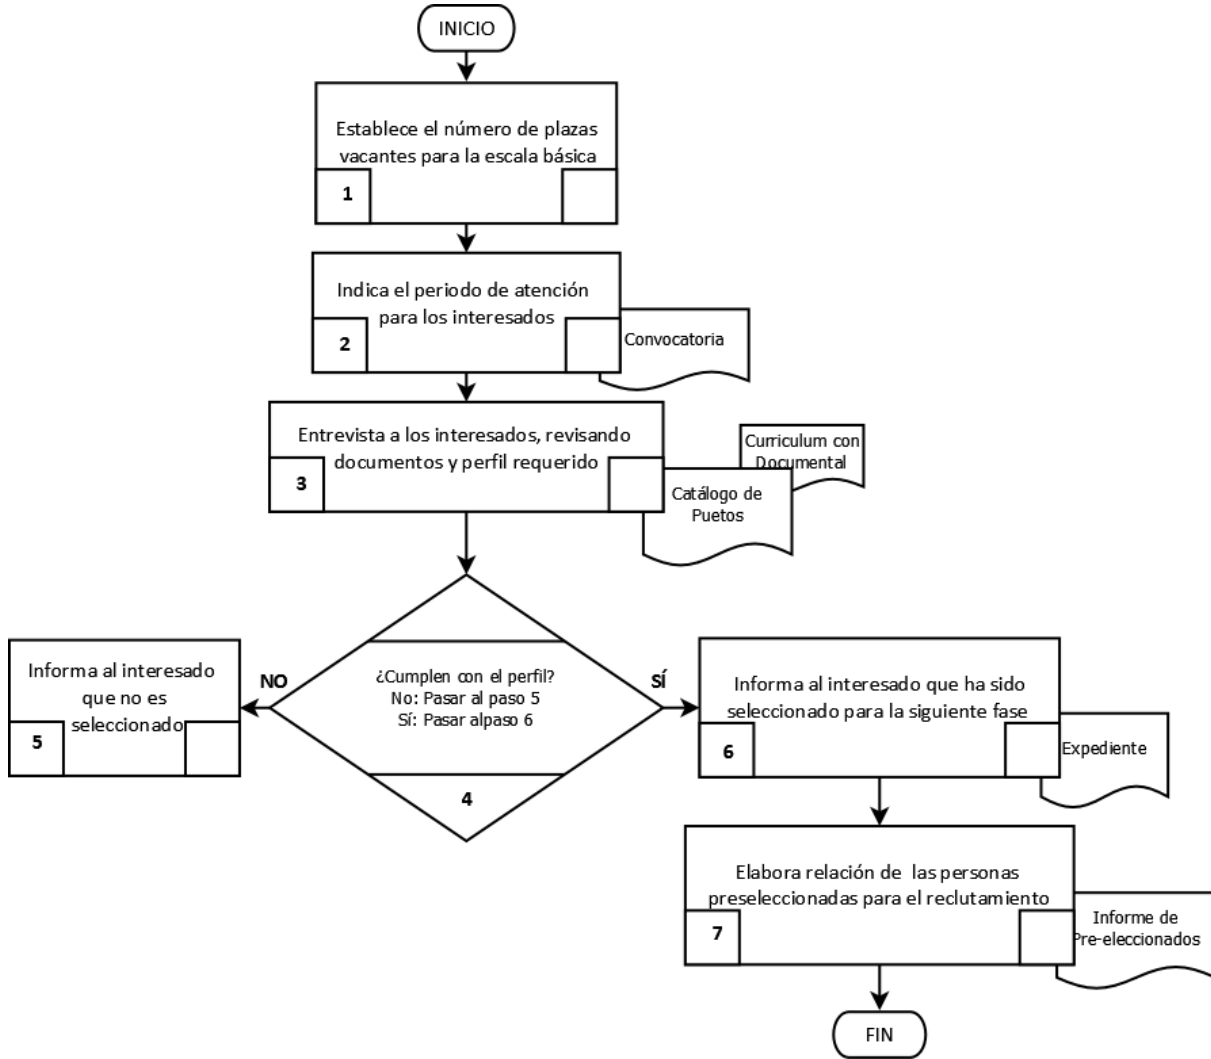 INICIO
Establece el número de plazas
vacantes para la escala básica
1
Indica el periodo de atención
para los interesados
2
Convocatoria
Entrevista a los interesados, revisando
documentos y perfil requerido
3
Curriculum con
Documental
Catálogo de
Puetos
¿Cumplen con el perfil?
No: Pasar al paso 5
Sí: Pasar alpaso 6
4
NO
SÍ
Informa al interesado
que no es
seleccionado
5
Informa al interesado que ha sido
seleccionado para la siguiente fase
6
Expediente
Elabora relación de  las personas
preseleccionadas para el reclutamiento
7
Informe de
Pre-eleccionados
FIN